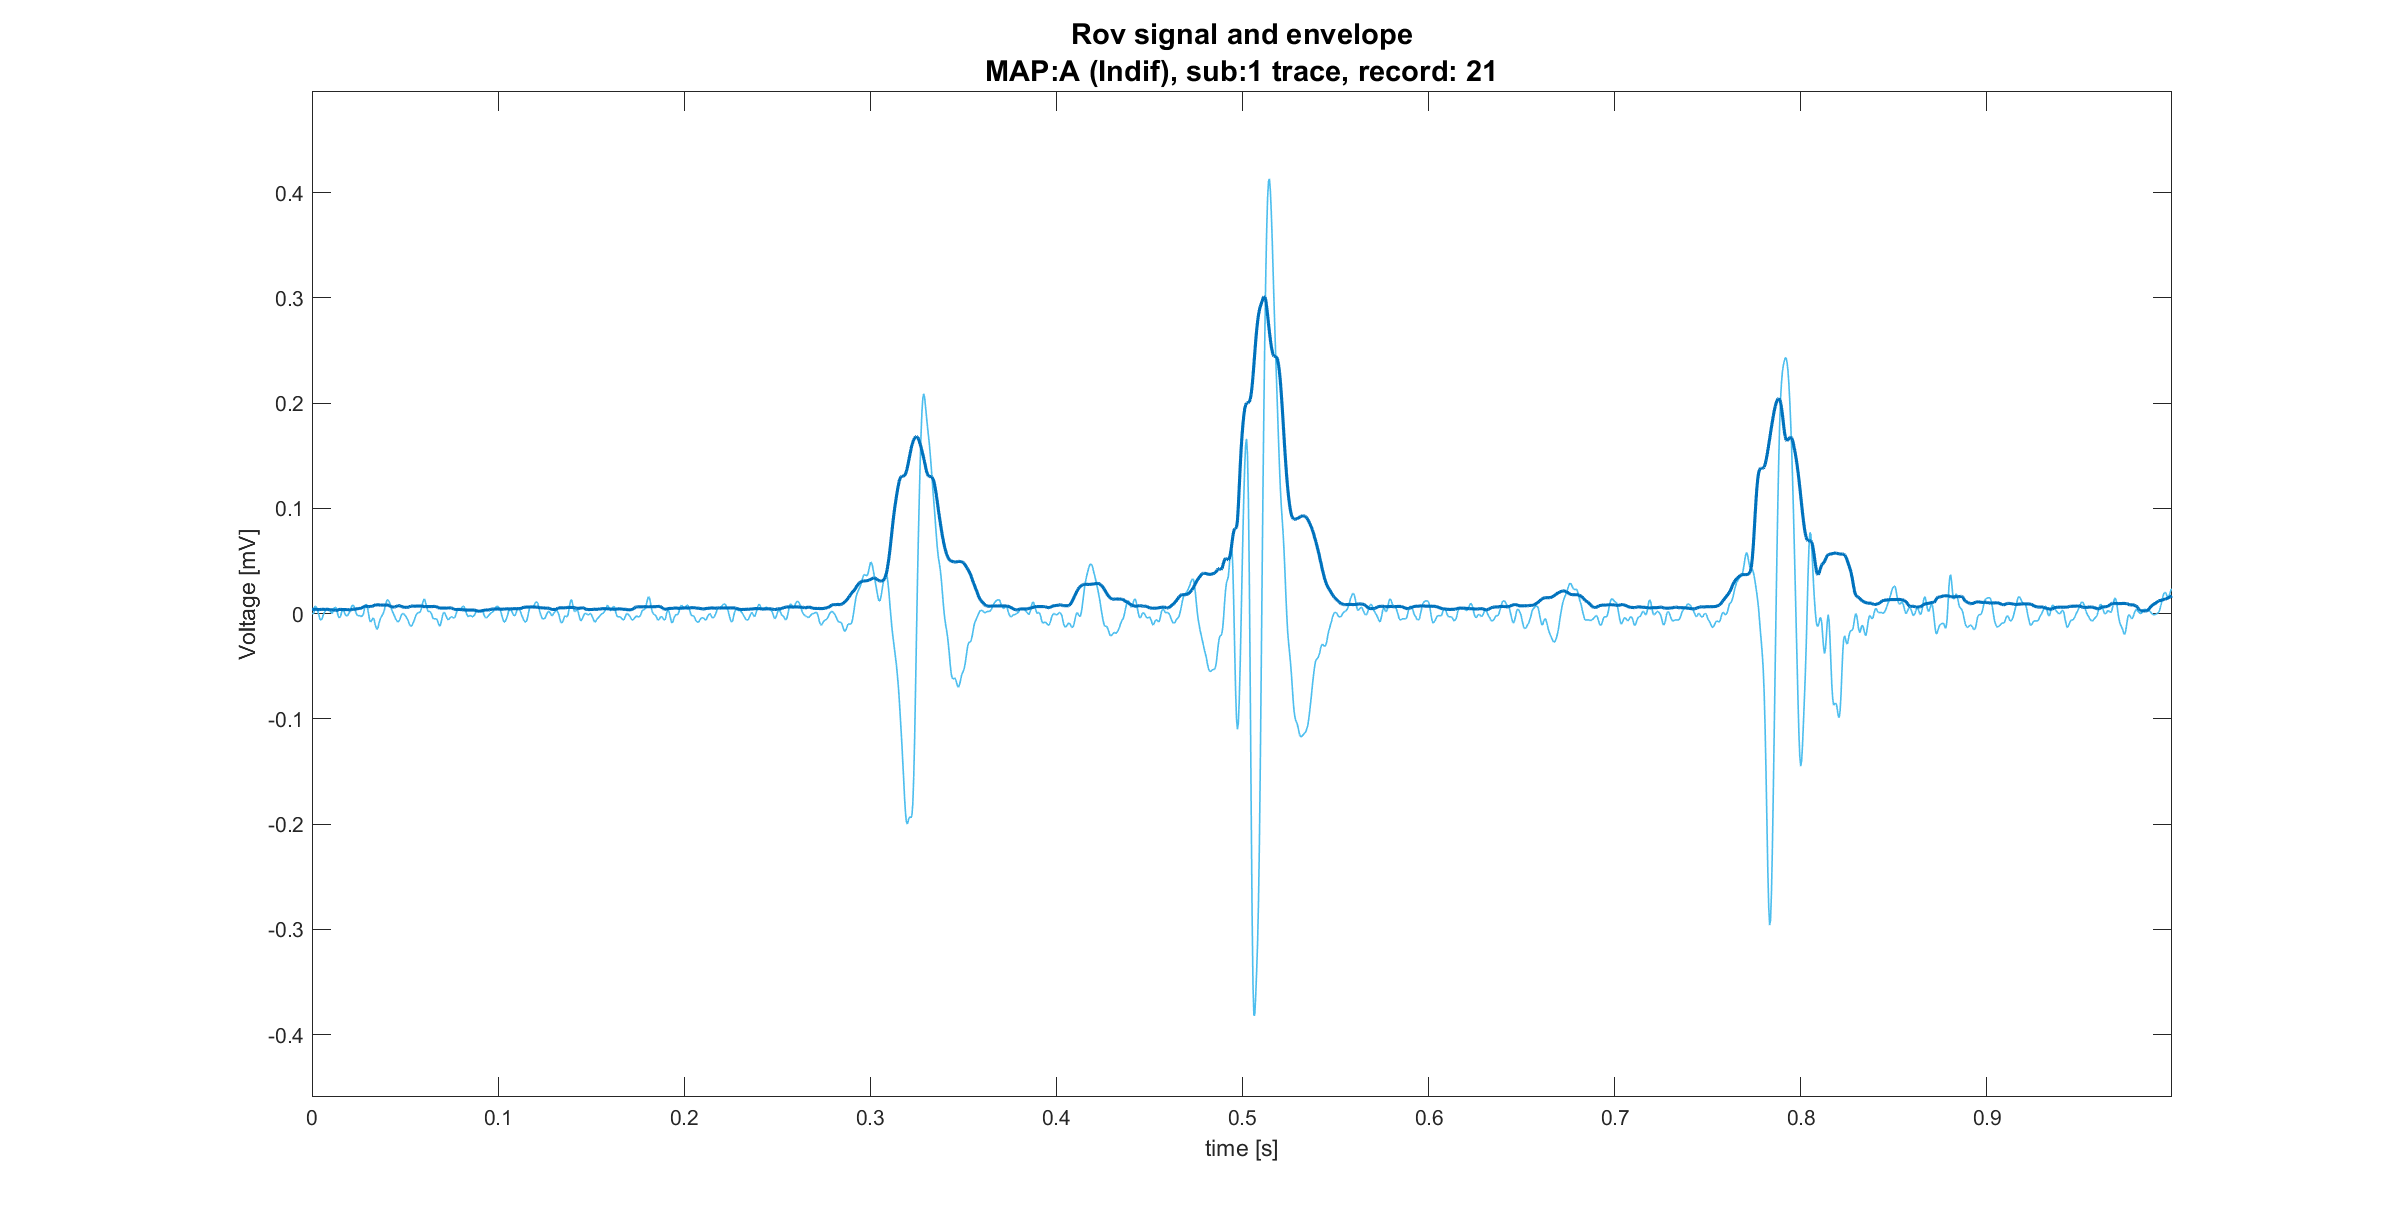 Rov signal and envelope
MAP:A (Indif), sub:1 trace, record: 21
Voltage [mV]
0.4
0.3
0.2
0.1
0
-0.1
-0.2
-0.3
-0.4
0 0.1 0.2 0.3 0.4 0.5 0.6 0.7 0.8 0.9
time [s]